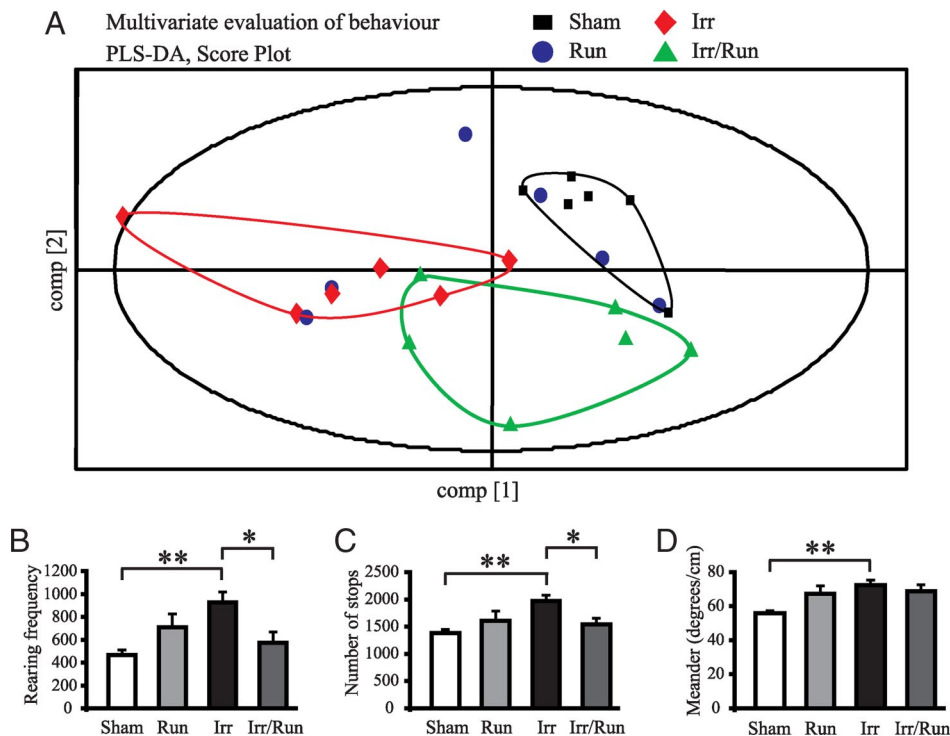 A
Multivariate evaluation of behaviour
PLS-DA, Score Plot
Sham
Irr
Run
Irr/Run
comp [2]
comp [1]
B
**
*
Rearing frequency
1200
1000
800
600
400
200
0
Sham Run Irr Irr/Run
C
**
*
Number of stops
2500
2000
1500
1000
500
0
Sham Run Irr Irr/Run
D
**
Meander (degrees/cm)
80
60
40
20
0
Sham Run Irr Irr/Run